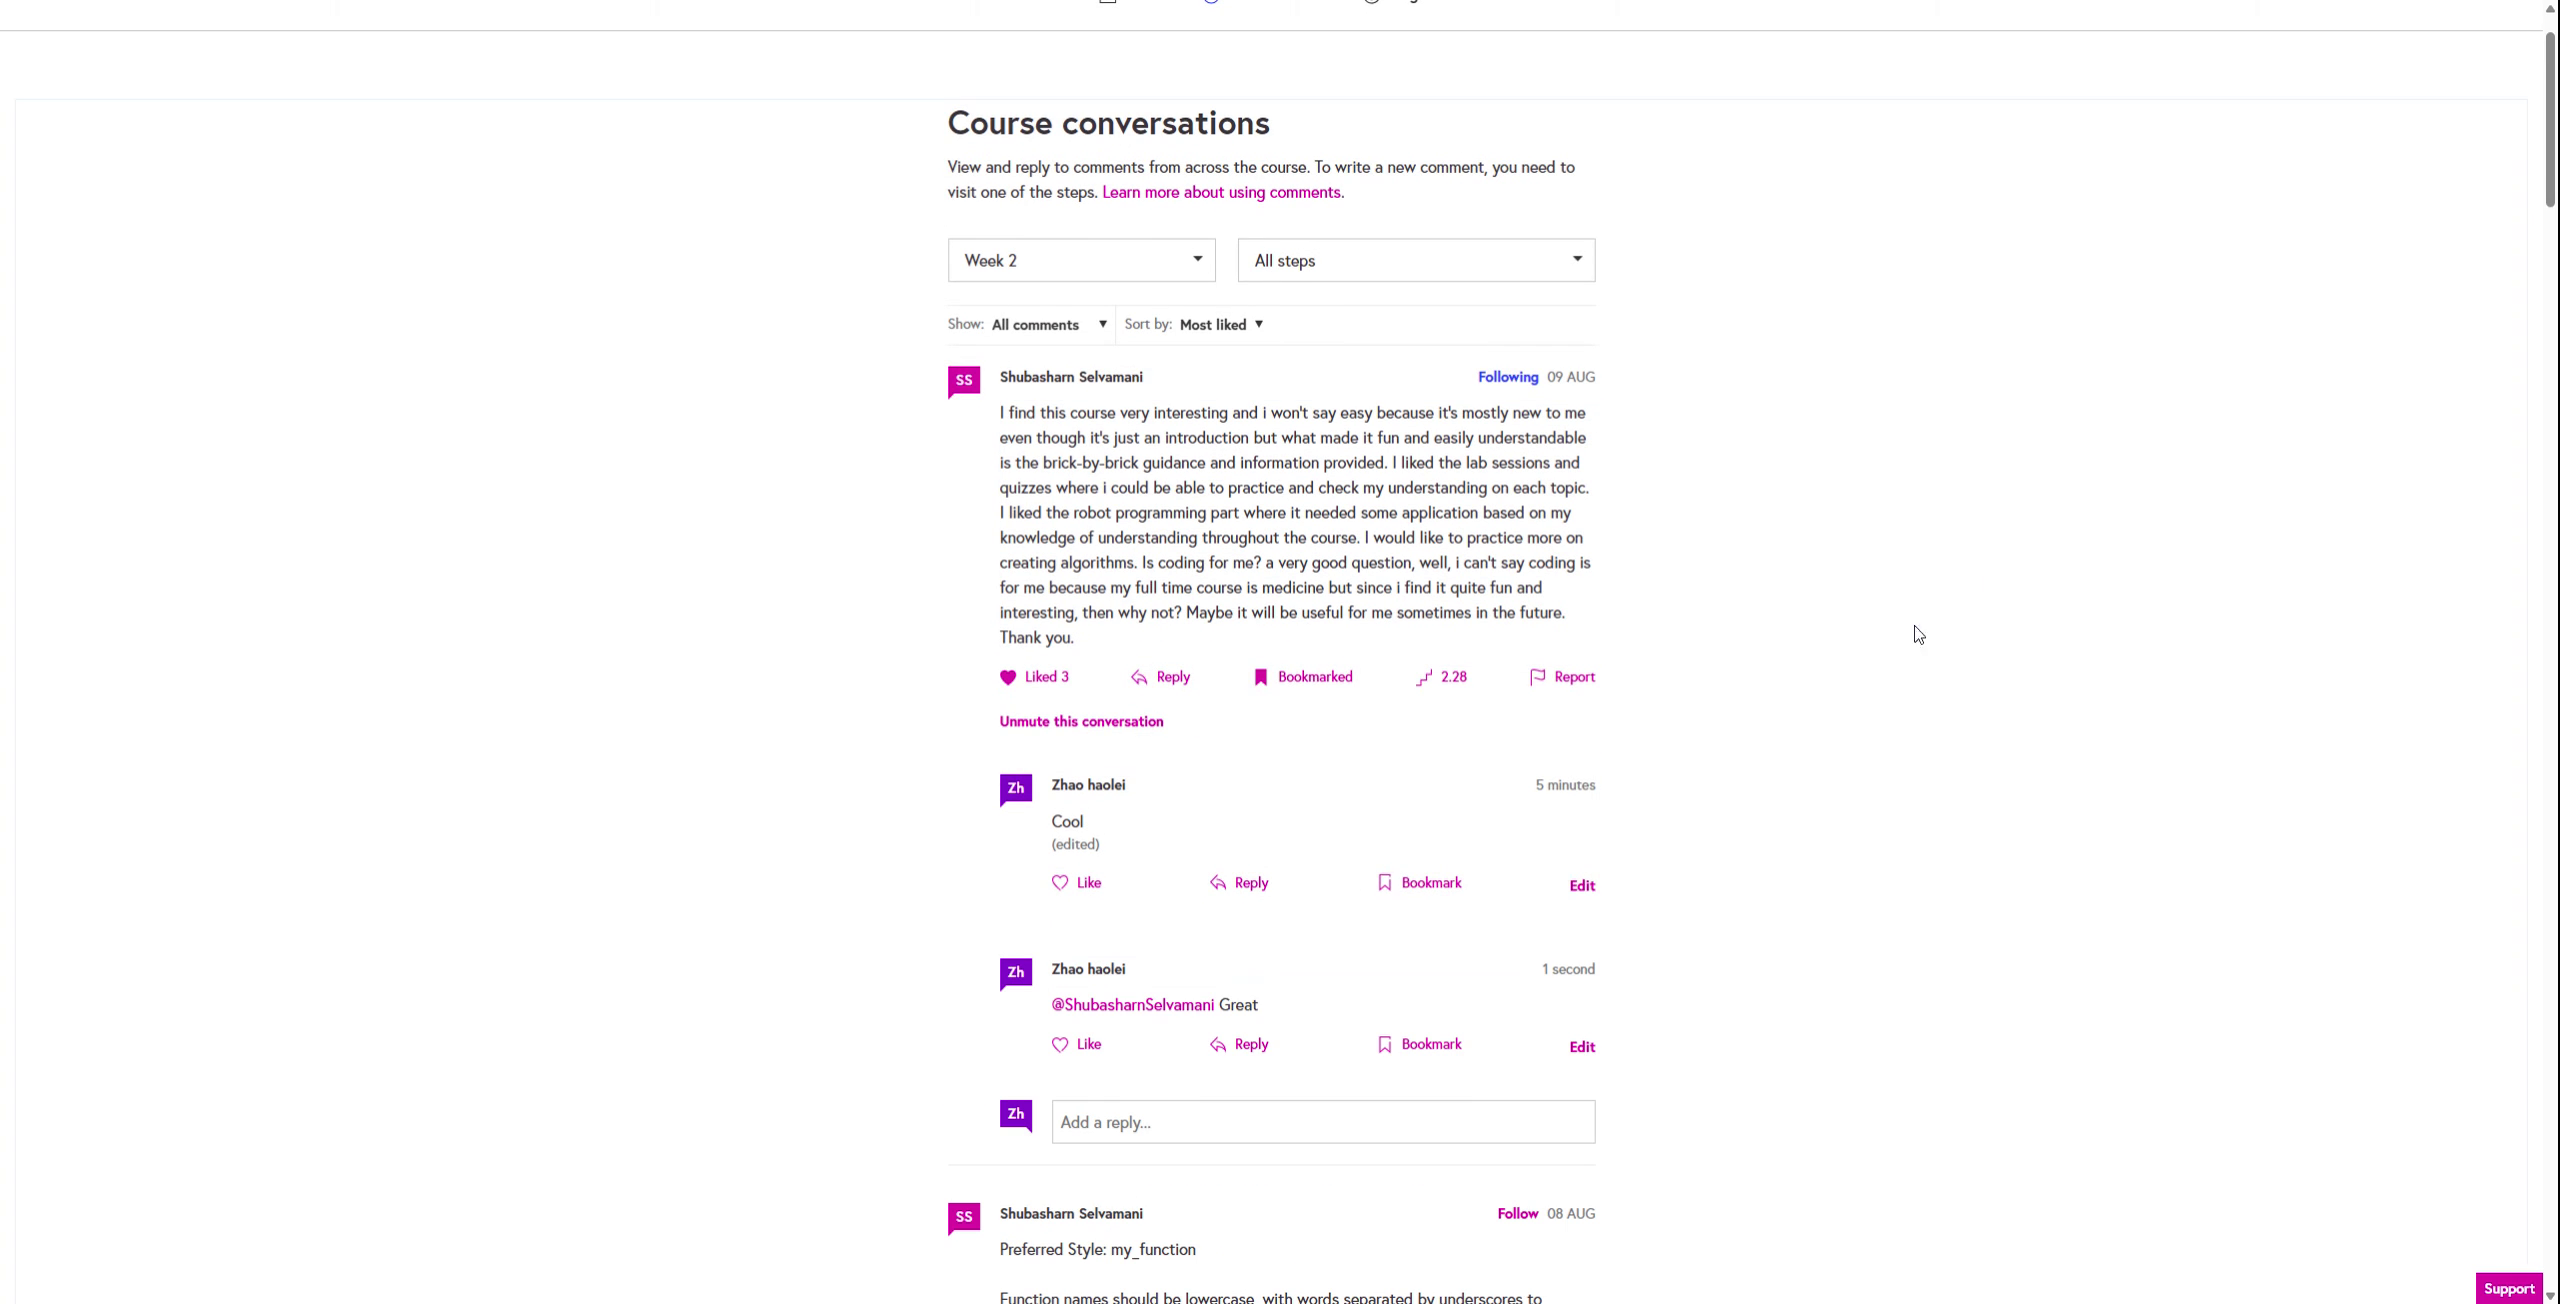 Course conversations
View and reply to comments from across the course. To write a new comment, you need to
visit one of the steps. Learn more about using comments.
Week 2
All steps
Show: All comments ▼ Sort by: Most liked ▼
SS Shubasharn Selvamani Following 09 AUG
I find this course very interesting and i won't say easy because it's mostly new to me
even though it's just an introduction but what made it fun and easily understandable
is the brick-by-brick guidance and information provided. I liked the lab sessions and
quizzes where i could be able to practice and check my understanding on each topic.
I liked the robot programming part where it needed some application based on my
knowledge of understanding throughout the course. I would like to practice more on
creating algorithms. Is coding for me? a very good question, well, i can't say coding is
for me because my full time course is medicine but since i find it quite fun and
interesting, then why not? Maybe it will be useful for me sometimes in the future.
Thank you.
Liked 3 Reply Bookmarked 2.28 Report
Unmute this conversation
Zh Zhao haolei 5 minutes
Cool
(edited)
Like Reply Bookmark Edit
Zh Zhao haolei 1 second
@ShubasharnSelvamani Great
Like Reply Bookmark Edit
Zh Add a reply...
SS Shubasharn Selvamani Follow 08 AUG
Preferred Style: my_function
Function names should be lowercase, with words separated by underscores to
Support